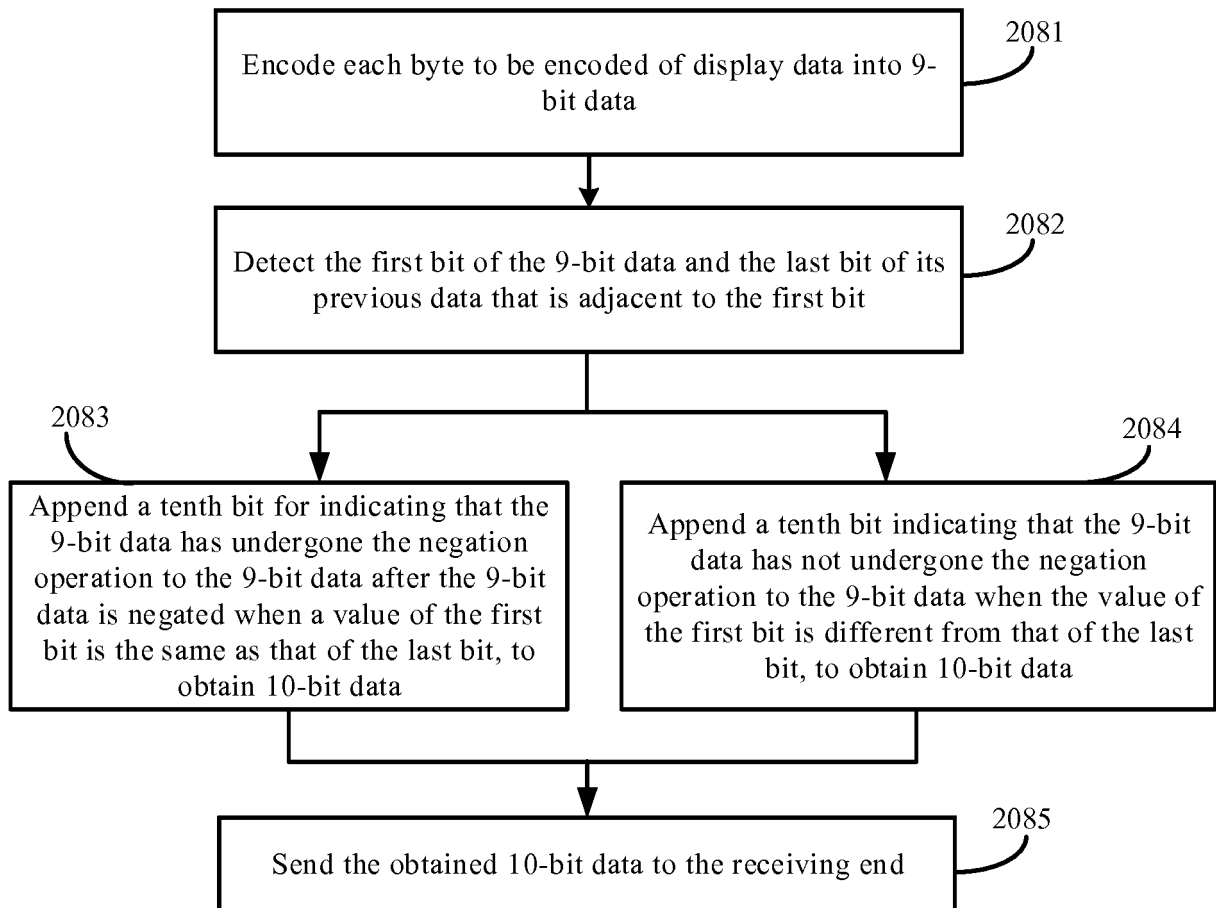 2081
Encode each byte to be encoded of display data into 9-
bit data
2082
Detect the first bit of the 9-bit data and the last bit of its
previous data that is adjacent to the first bit
2083
Append a tenth bit for indicating that the
9-bit data has undergone the negation
operation to the 9-bit data after the 9-bit
data is negated when a value of the first
bit is the same as that of the last bit, to
obtain 10-bit data
2084
Append a tenth bit indicating that the 9-bit
data has not undergone the negation
operation to the 9-bit data when the value of
the first bit is different from that of the last
bit, to obtain 10-bit data
2085
Send the obtained 10-bit data to the receiving end